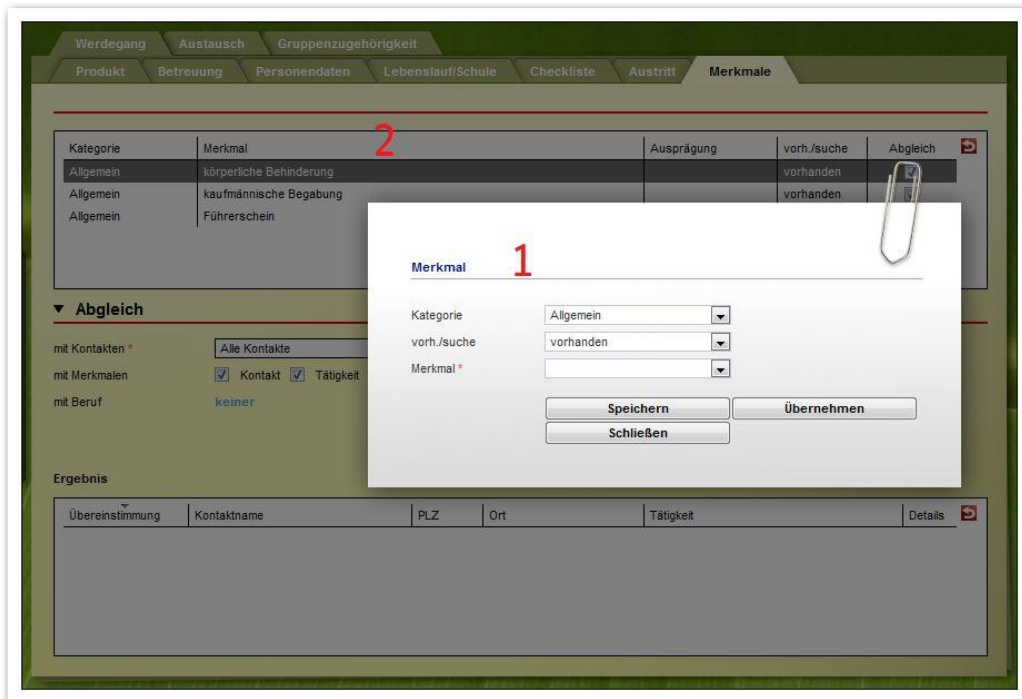 Werdegang Austausch Gruppenzugehörigkeit
Produkt Betreuung Personendaten Lebenslauf/Schule Checkliste Austritt Merkmale
2
Kategorie Merkmal Ausprägung vorh./suche Abgleich
Allgemein körperliche Behinderung vorhanden
Allgemein kaufmännische Begabung vorhanden
Allgemein Führerschein
Merkmal 1
Kategorie Allgemein
vorh./suche vorhanden
Merkmal *
Speichern Übernehmen
Schließen
Abgleich
mit Kontakten * Alle Kontakte
mit Merkmalen Kontakt Tätigkeit
mit Beruf keiner
Ergebnis
Übereinstimmung Kontaktname PLZ Ort Tätigkeit Details